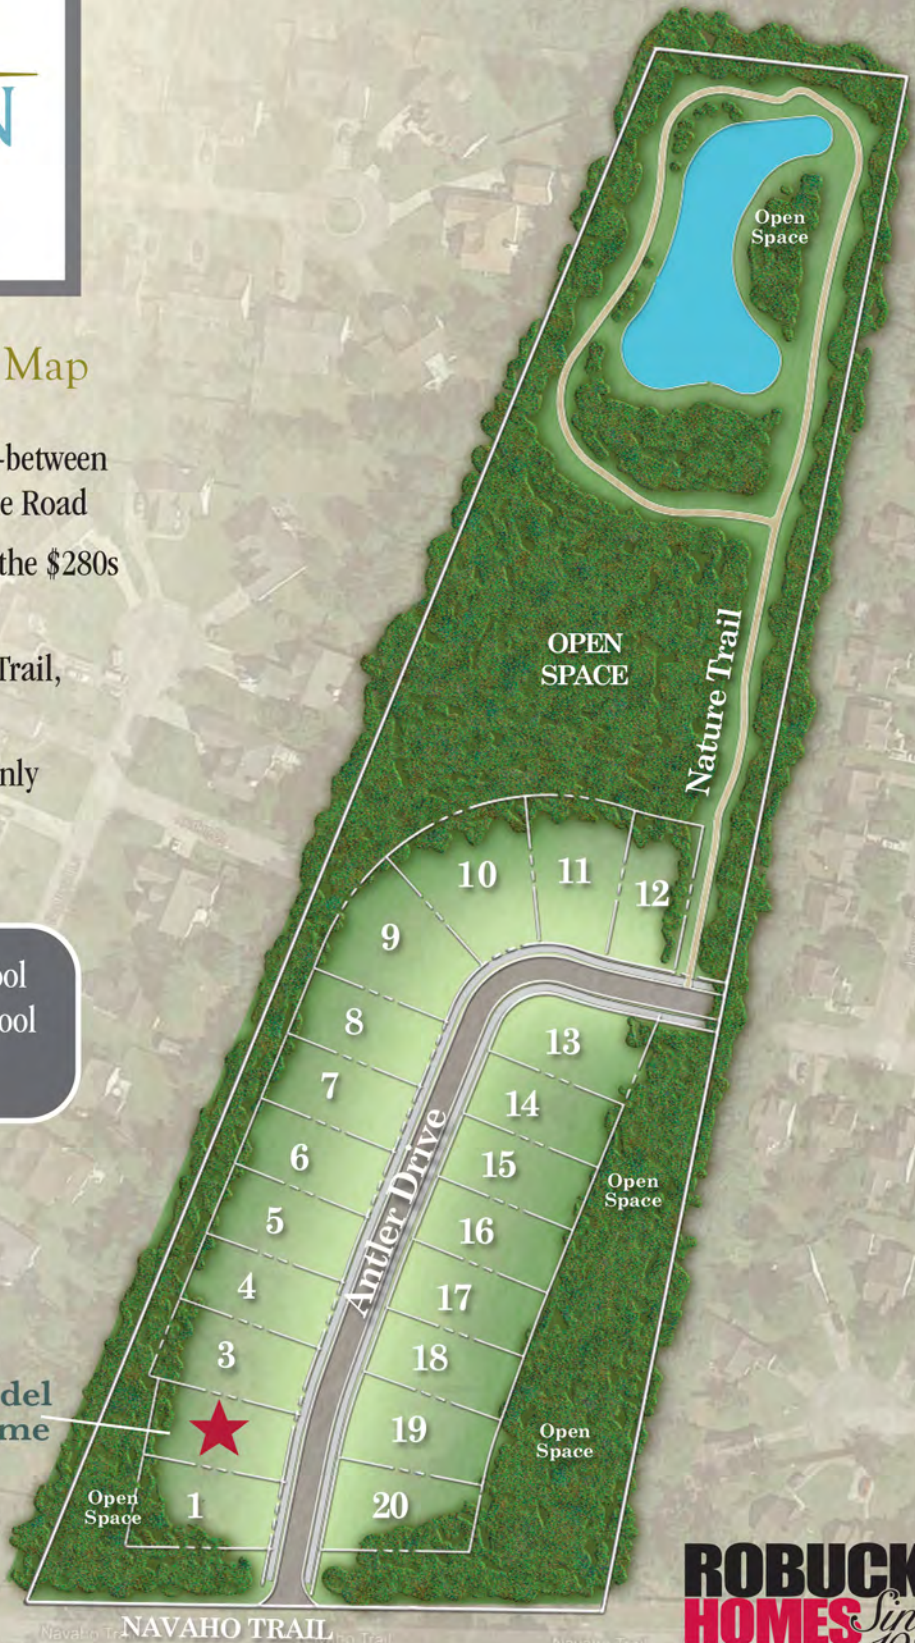 N
Map
-between
e Road
the $280s
Trail,
nly
ool
ool
del
me
Open
Space
OPEN
SPACE
Nature Trail
10
11
12
9
8
13
7
14
6
15
Open
Space
5
16
4
17
3
18
19
Open
Space
1
20
Open
Space
Antler Drive
NAVAHO TRAIL
ROBUCK
HOMES
Sin